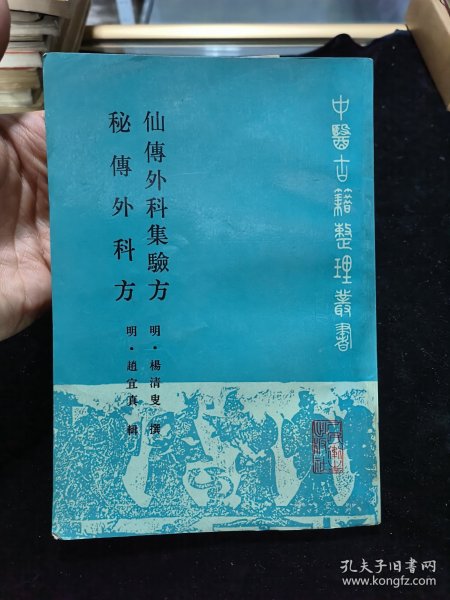 中醫古籍整理叢書
仙傳外科集驗方
明·楊清叟 撰
秘傳外科方
明·趙宜真 輯
孔夫子旧书网
www.kongfz.com